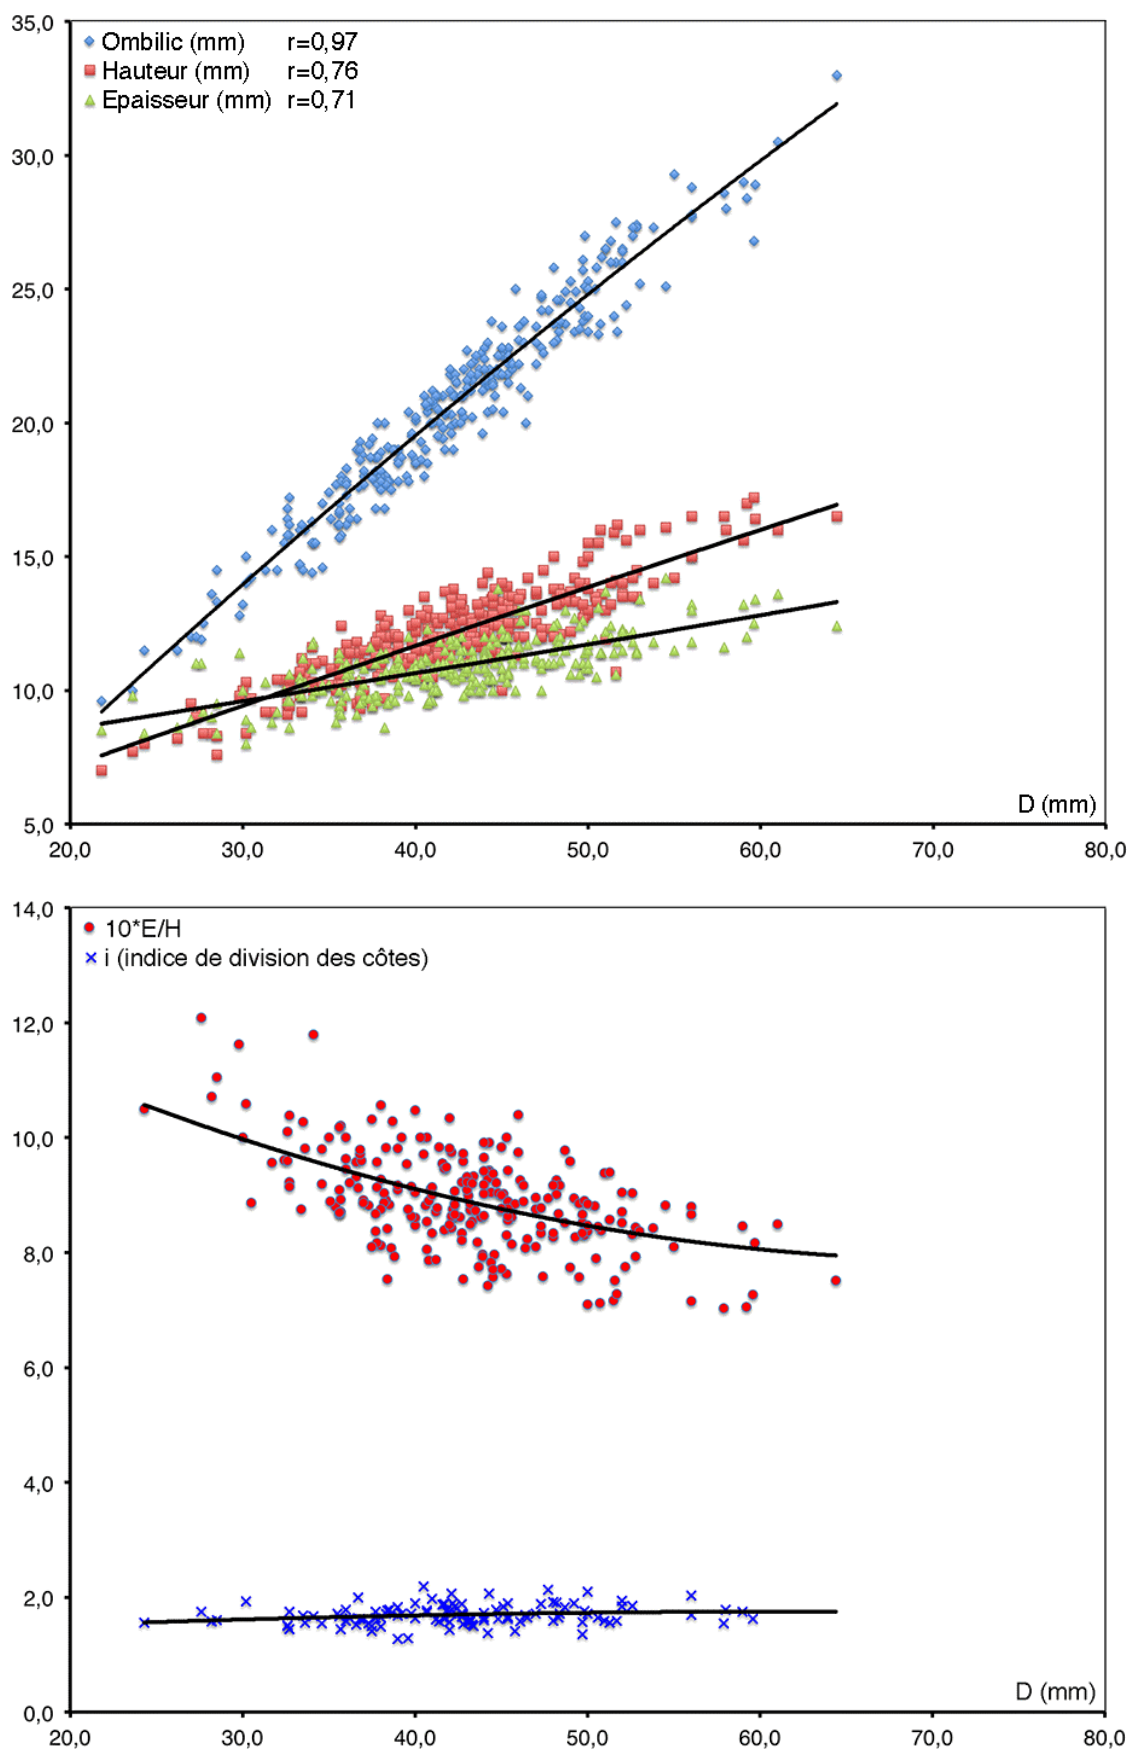 35,0
Ombilic (mm) r=0,97
Hauteur (mm) r=0,76
Epaisseur (mm) r=0,71
30,0
25,0
20,0
15,0
10,0
D (mm)
5,0
20,0 30,0 40,0 50,0 60,0 70,0 80,0
14,0
10*E/H
i (indice de division des côtes)
12,0
10,0
8,0
6,0
4,0
2,0
D (mm)
0,0
20,0 30,0 40,0 50,0 60,0 70,0 80,0